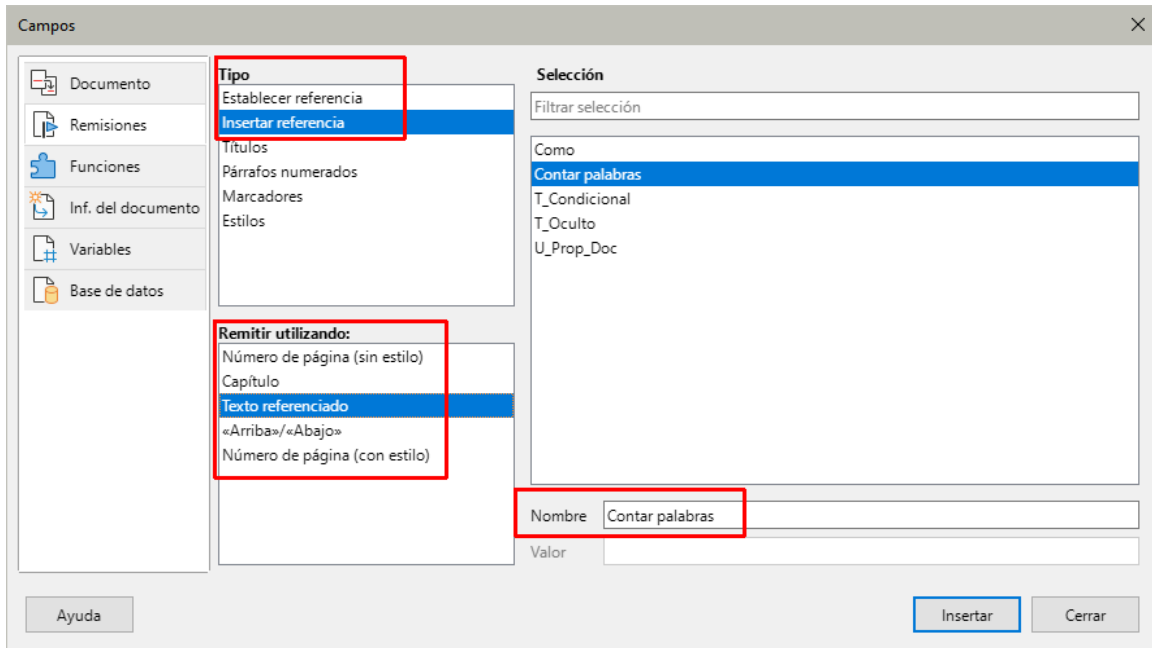 Campos
Documento
Remisiones
Funciones
Inf. del documento
Variables
Base de datos
Tipo
Establecer referencia
Insertar referencia
Títulos
Párrafos numerados
Marcadores
Estilos
Remitir utilizando:
Número de página (sin estilo)
Capítulo
Texto referenciado
«Arriba»/«Abajo»
Número de página (con estilo)
Selección
Filtrar selección
Como
Contar palabras
T_Condicional
T_Oculto
U_Prop_Doc
Nombre Contar palabras
Valor
Ayuda
Insertar
Cerrar